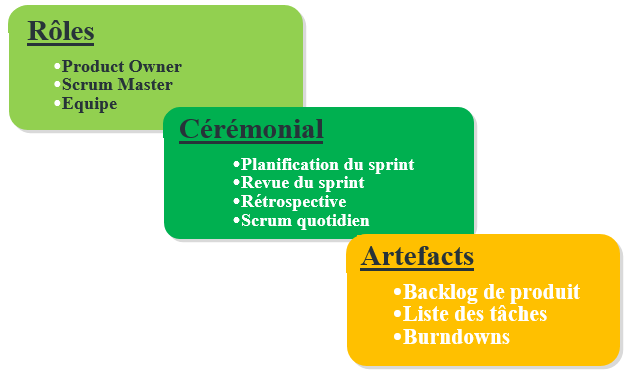 Rôles
•Product Owner
•Scrum Master
•Equipe
Cérémonial
•Planification du sprint
•Revue du sprint
•Rétrospective
•Scrum quotidien
Artefacts
•Backlog de produit
•Liste des tâches
•Burndowns